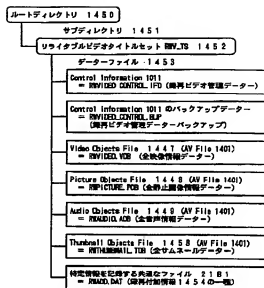 ルートディレクトリ 1450
サブディレクトリ 1451
リライタブルビデオタイトルセット RWV_TS 1452
データーファイル 1453
Control Information 1011
= RWVIDEO_CONTROL.IFO (録再ビデオ管理データー)
Control Information 1011 のバックアップデーター
= RWVIDEO_CONTROL.BUP
(録再ビデオ管理データーバックアップ)
Video Objects File 1447 (AV File 1401)
= RWVIDEO.VOB (全映像情報データー)
Picture Objects File 1448 (AV File 1401)
= RWPICTURE.POB (全静止画像情報データー)
Audio Objects File 1449 (AV File 1401)
= RWAUDIO.AOB (全音声情報データー)
Thumbnail Objects File 1458 (AV File 1401)
= RWTHUMBNAIL.TOB (全サムネールデーター)
特定情報を記録する共通なファイル 21B1
= RWADD.DAT (録再付加情報1454の一種)